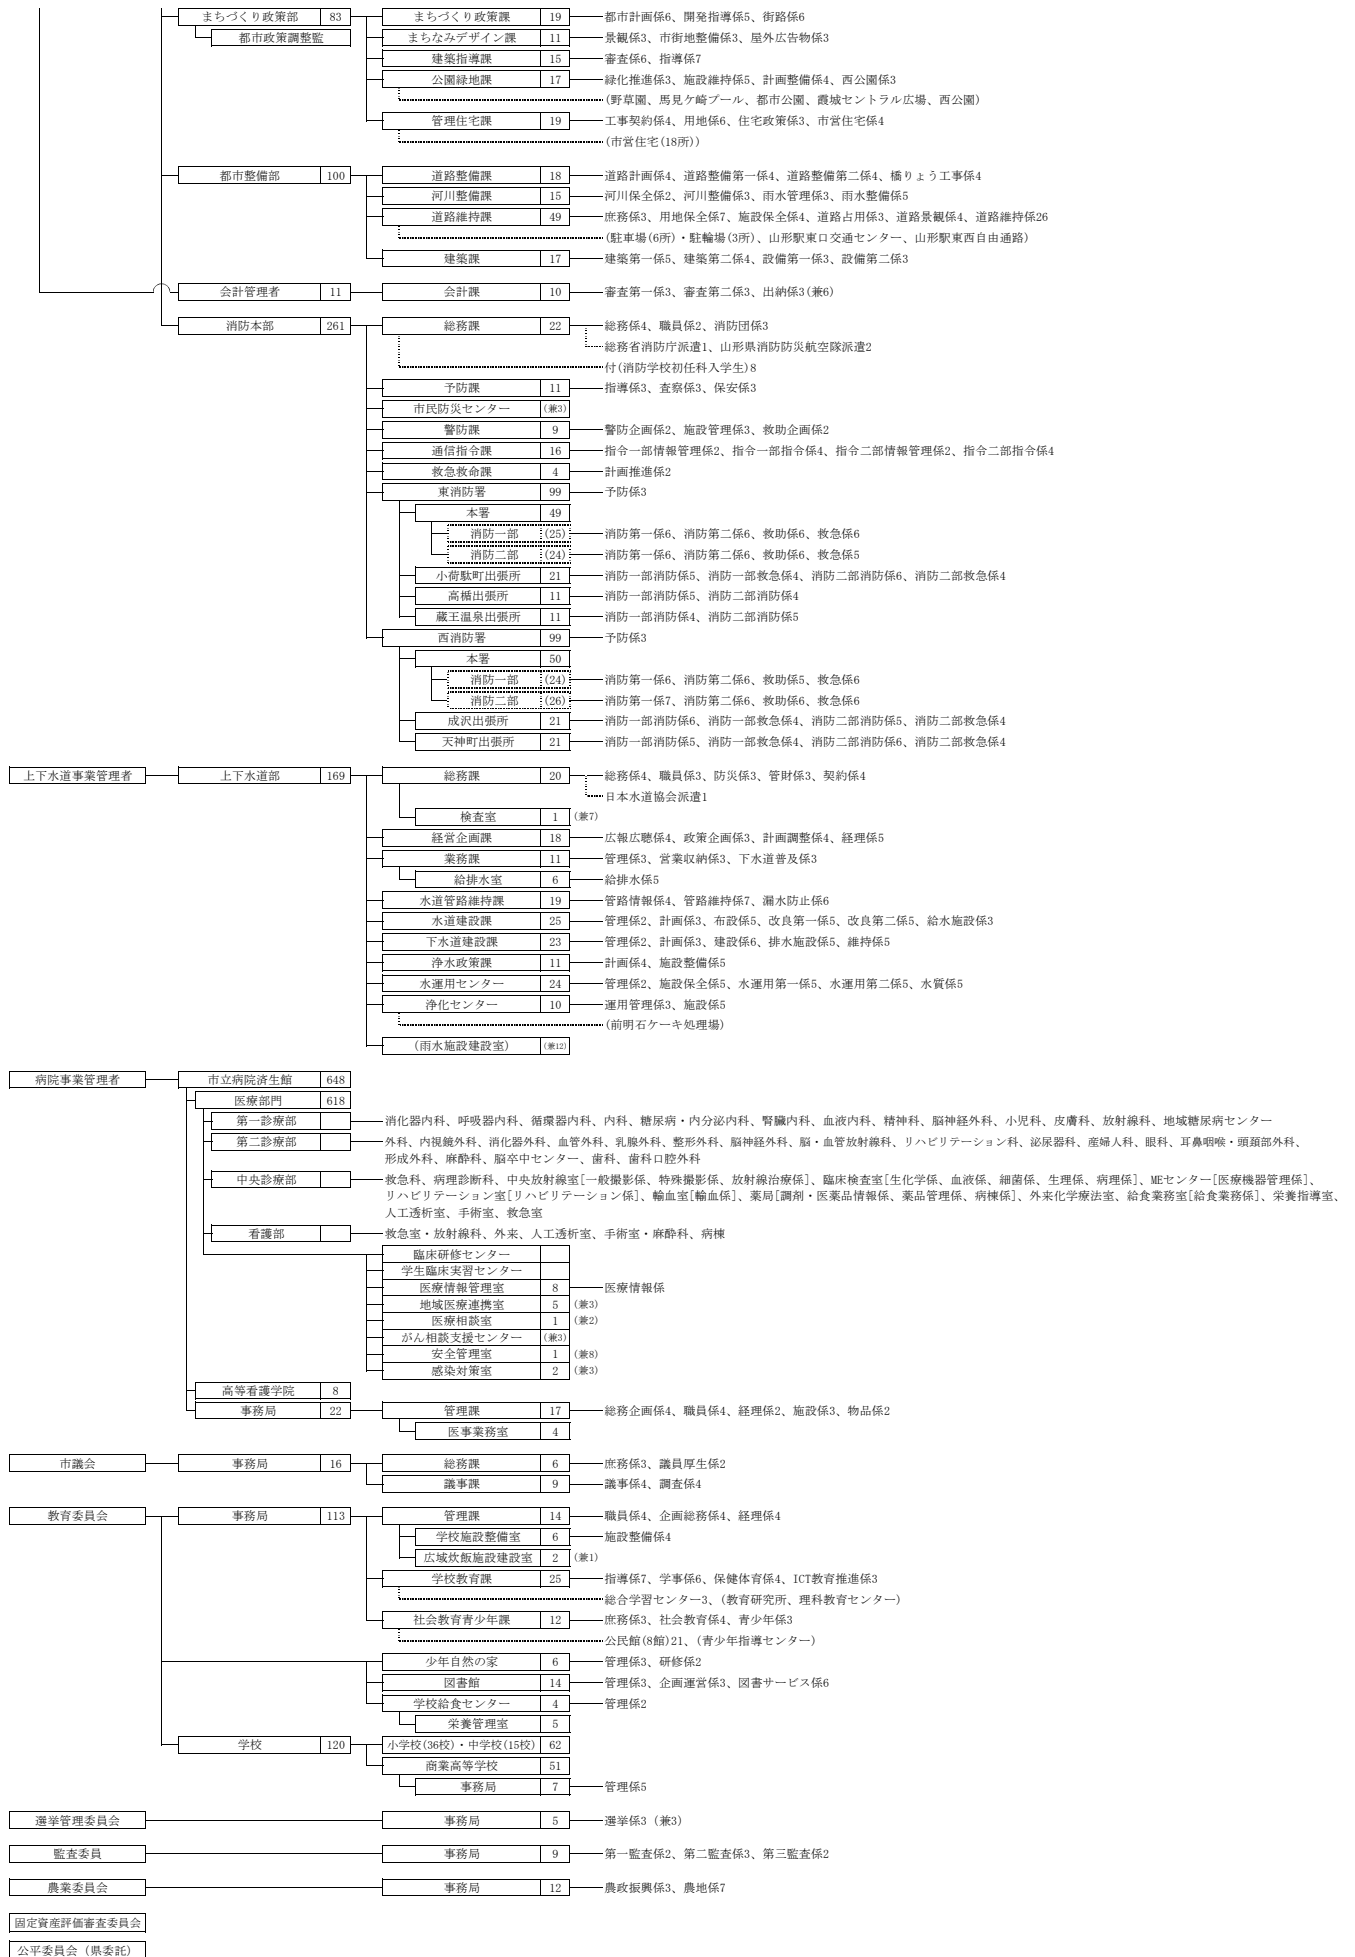 まちづくり政策部 83 まちづくり政策課 19 都市計画係6、開発指導係5、街路係6
都市政策調整監 まちなみデザイン課 11 景観係3、市街地整備係3、屋外広告物係3
建築指導課 15 審査係6、指導係7
公園緑地課 17 緑化推進係3、施設維持係5、計画整備係4、西公園係3
(野草園、馬見ケ崎プール、都市公園、霞城セントラル広場、西公園)
管理住宅課 19 工事契約係4、用地係6、住宅政策係3、市営住宅係4
(市営住宅(18所))
都市整備部 100 道路整備課 18 道路計画係4、道路整備第一係4、道路整備第二係4、橋りょう工事係4
河川整備課 15 河川保全係2、河川整備係3、雨水管理係3、雨水整備係5
道路維持課 49 庶務係3、用地保全係7、施設保全係4、道路占用係3、道路景観係4、道路維持係26
(駐車場(6所)・駐輪場(3所)、山形駅東口交通センター、山形駅東西自由通路)
建築課 17 建築第一係5、建築第二係4、設備第一係3、設備第二係3
会計管理者 11 会計課 10 審査第一係3、審査第二係3、出納係3(兼6)
消防本部 261 総務課 22 総務係4、職員係2、消防団係3
総務省消防庁派遣1、山形県消防防災航空隊派遣2
付(消防学校初任科入学生)8
予防課 11 指導係3、査察係3、保安係3
市民防災センター (兼3)
警防課 9 警防企画係2、施設管理係3、救助企画係2
通信指令課 16 指令一部情報管理係2、指令一部指令係4、指令二部情報管理係2、指令二部指令係4
救急救命課 4 計画推進係2
東消防署 99 予防係3
本署 49
消防一部 (25) 消防第一係6、消防第二係6、救助係6、救急係6
消防二部 (24) 消防第一係6、消防第二係6、救助係6、救急係5
小荷駄町出張所 21 消防一部消防係5、消防一部救急係4、消防二部消防係6、消防二部救急係4
高楯出張所 11 消防一部消防係5、消防二部消防係4
蔵王温泉出張所 11 消防一部消防係4、消防二部消防係5
西消防署 99 予防係3
本署 50
消防一部 (24) 消防第一係6、消防第二係6、救助係5、救急係6
消防二部 (26) 消防第一係7、消防第二係6、救助係6、救急係6
成沢出張所 21 消防一部消防係6、消防一部救急係4、消防二部消防係5、消防二部救急係4
天神町出張所 21 消防一部消防係5、消防一部救急係4、消防二部消防係6、消防二部救急係4
上下水道事業管理者 上下水道部 169 総務課 20 総務係4、職員係3、防災係3、管財係3、契約係4
日本水道協会派遣1
検査室 1 (兼7)
経営企画課 18 広報広聴係4、政策企画係3、計画調整係4、経理係5
業務課 11 管理係3、営業収納係3、下水道普及係3
給排水室 6 給排水係5
水道管路維持課 19 管路情報係4、管路維持係7、漏水防止係6
水道建設課 25 管理係2、計画係3、布設係5、改良第一係5、改良第二係5、給水施設係3
下水道建設課 23 管理係2、計画係3、建設係6、排水施設係5、維持係5
浄水政策課 11 計画係4、施設整備係5
水運用センター 24 管理係2、施設保全係5、水運用第一係5、水運用第二係5、水質係5
浄化センター 10 運用管理係3、施設係5
(前明石ケーキ処理場)
(雨水施設建設室) (兼12)
病院事業管理者 市立病院済生館 648
医療部門 618
第一診療部 消化器内科、呼吸器内科、循環器内科、内科、糖尿病・内分泌内科、腎臓内科、血液内科、精神科、脳神経外科、小児科、皮膚科、放射線科、地域糖尿病センター
第二診療部 外科、内視鏡外科、消化器外科、血管外科、乳腺外科、整形外科、脳神経外科、脳・血管放射線科、リハビリテーション科、泌尿器科、産婦人科、眼科、耳鼻咽喉・頭頚部外科、
形成外科、麻酔科、脳卒中センター、歯科、歯科口腔外科
中央診療部 救急科、病理診断科、中央放射線室[一般撮影係、特殊撮影係、放射線治療係]、臨床検査室[生化学係、血液係、細菌係、生理係、病理係]、MEセンター[医療機器管理係]、
リハビリテーション室[リハビリテーション係]、輸血室[輸血係]、薬局[調剤・医薬品情報係、薬品管理係、病棟係]、外来化学療法室、給食業務室[給食業務係]、栄養指導室、
人工透析室、手術室、救急室
看護部 救急室・放射線科、外来、人工透析室、手術室・麻酔科、病棟
臨床研修センター
学生臨床実習センター
医療情報管理室 8 医療情報係
地域医療連携室 5 (兼3)
医療相談室 1 (兼2)
がん相談支援センター (兼3)
安全管理室 1 (兼8)
感染対策室 2 (兼3)
高等看護学院 8
事務局 22 管理課 17 総務企画係4、職員係4、経理係2、施設係3、物品係2
医事業務室 4
市議会 事務局 16 総務課 6 庶務係3、議員厚生係2
議事課 9 議事係4、調査係4
教育委員会 事務局 113 管理課 14 職員係4、企画総務係4、経理係4
学校施設整備室 6 施設整備係4
広域炊飯施設建設室 2 (兼1)
学校教育課 25 指導係7、学事係6、保健体育係4、ICT教育推進係3
総合学習センター3、(教育研究所、理科教育センター)
社会教育青少年課 12 庶務係3、社会教育係4、青少年係3
公民館(8館)21、(青少年指導センター)
少年自然の家 6 管理係3、研修係2
図書館 14 管理係3、企画運営係3、図書サービス係6
学校給食センター 4 管理係2
栄養管理室 5
学校 120 小学校(36校)・中学校(15校) 62
商業高等学校 51
事務局 7 管理係5
選挙管理委員会 事務局 5 選挙係3（兼3）
監査委員 事務局 9 第一監査係2、第二監査係3、第三監査係2
農業委員会 事務局 12 農政振興係3、農地係7
固定資産評価審査委員会
公平委員会（県委託）